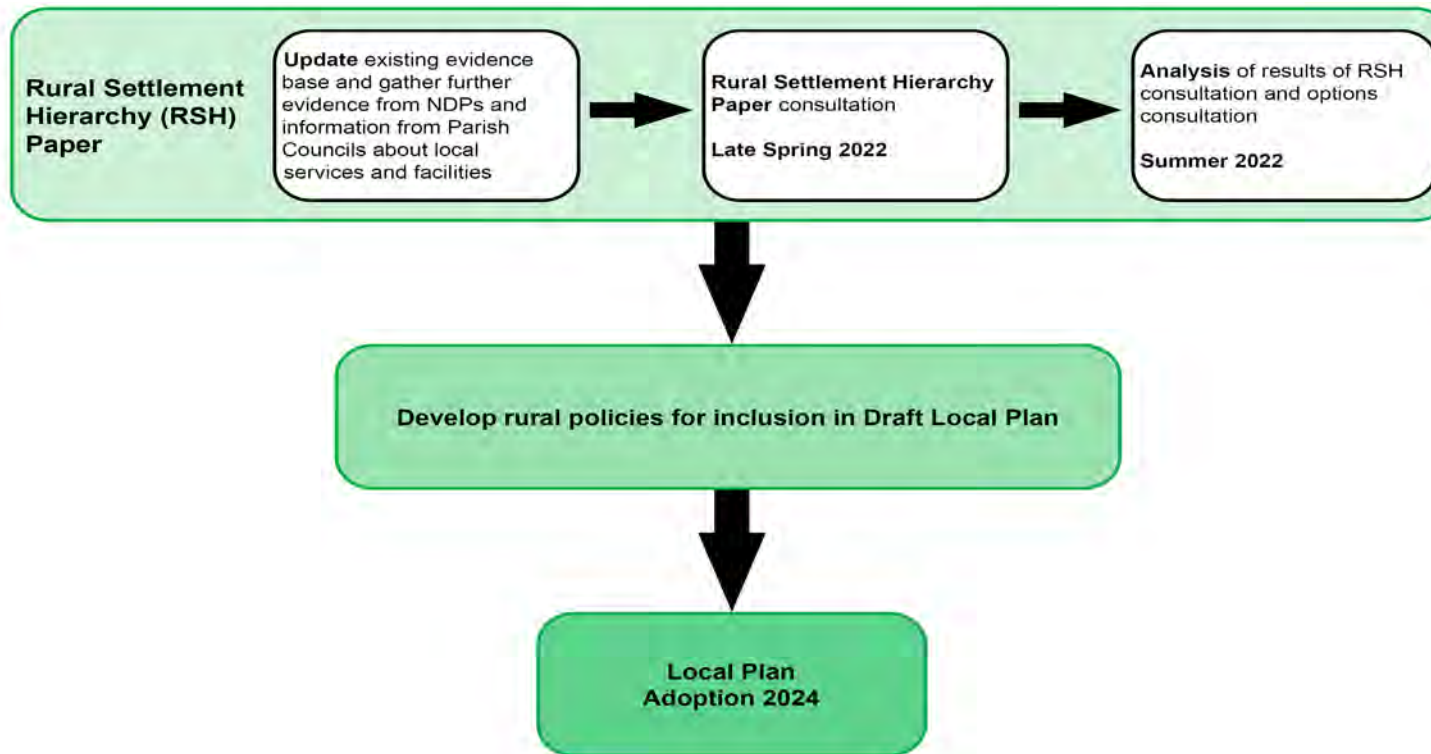 Rural Settlement
Hierarchy (RSH)
Paper
Update existing evidence
base and gather further
evidence from NDPs and
information from Parish
Councils about local
services and facilities
Rural Settlement Hierarchy
Paper consultation
Late Spring 2022
Analysis of results of RSH
consultation and options
consultation
Summer 2022
Develop rural policies for inclusion in Draft Local Plan
Local Plan
Adoption 2024